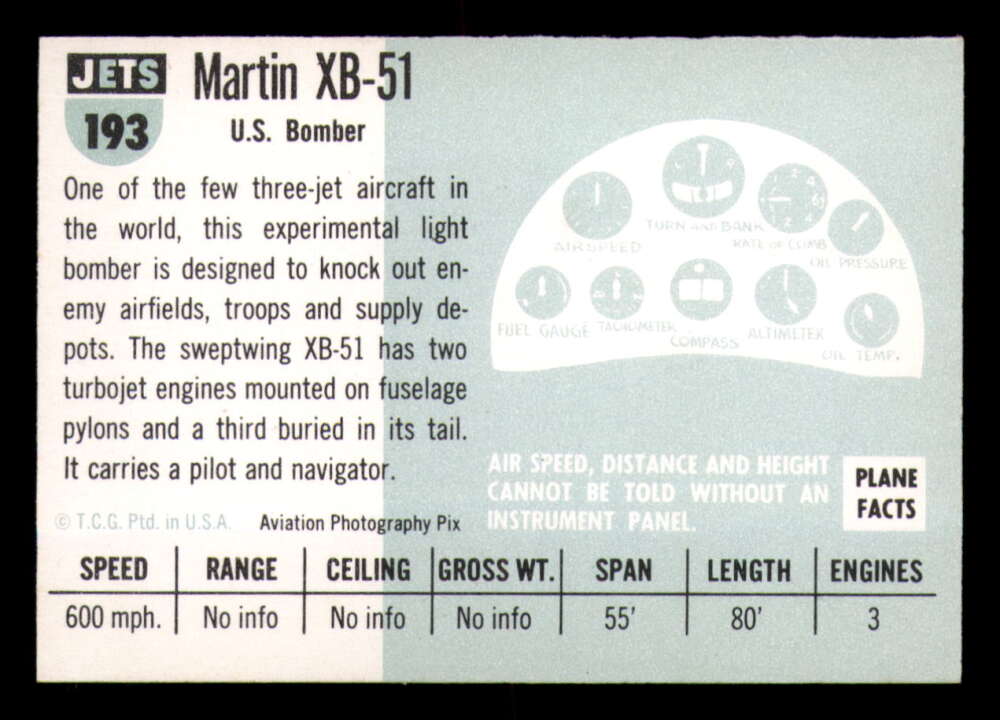 JETS
193
Martin XB-51
U.S. Bomber
One of the few three-jet aircraft in
the world, this experimental light
bomber is designed to knock out en-
emy airfields, troops and supply de-
pots. The sweptwing XB-51 has two
turbojet engines mounted on fuselage
pylons and a third buried in its tail.
It carries a pilot and navigator.
© T.C.G. Ptd. in U.S.A. Aviation Photography Pix
AIRSPEED
TURN AND BANK
RATE OF CLIMB
OIL PRESSURE
FUEL GAUGE
TACHOMETER
COMPASS
ALTIMETER
OIL TEMP.
AIR SPEED, DISTANCE AND HEIGHT
CANNOT BE TOLD WITHOUT AN
INSTRUMENT PANEL.
PLANE
FACTS
SPEED RANGE CEILING GROSS WT. SPAN LENGTH ENGINES
600 mph. No info No info No info 55' 80' 3